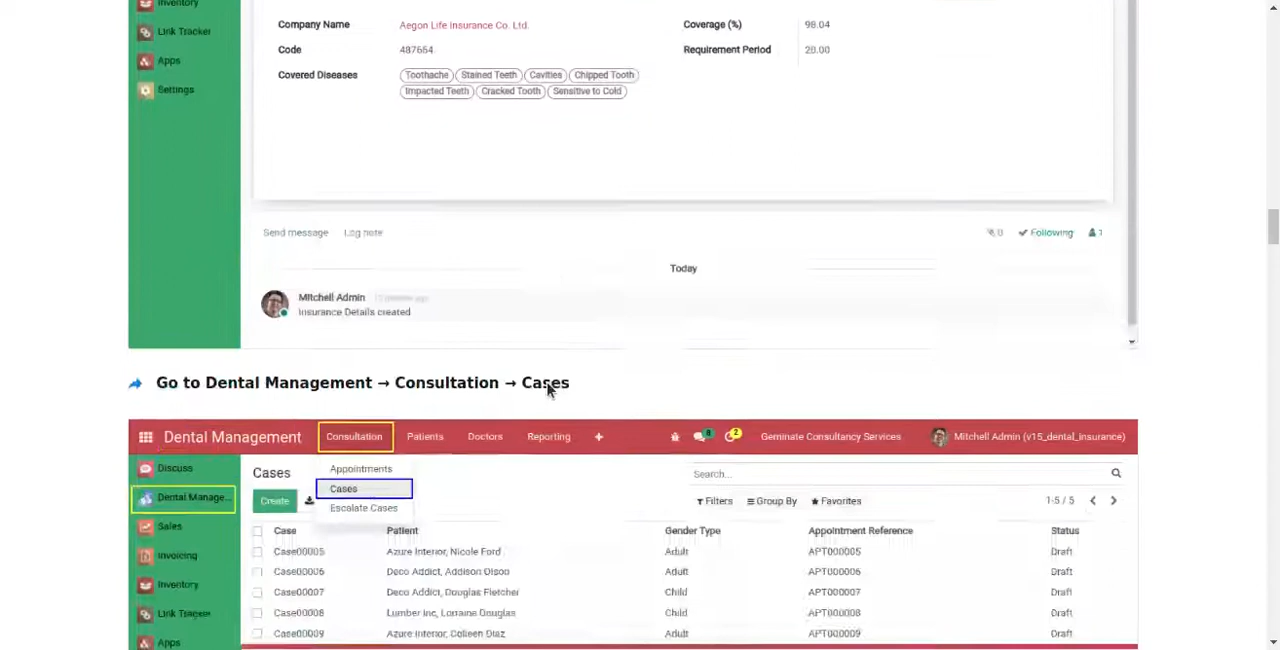 Inventory
Link Tracker
Apps
Settings
Company Name Aegon Life Insurance Co. Ltd. Coverage (%) 98.04
Code 487664 Requirement Period 28.00
Covered Diseases Toothache Stained Teeth Cavities Chipped Tooth
Impacted Teeth Cracked Tooth Sensitive to Cold
Send message Log note 0 Following 1
Today
Mitchell Admin
Insurance Details created
Go to Dental Management → Consultation → Cases
Dental Management Consultation Patients Doctors Reporting + 8 2 Geminate Consultancy Services Mitchell Admin (v15_dental_insurance)
Discuss
Dental Manage...
Sales
Invoicing
Inventory
Link Tracker
Apps
Appointments
Cases
Escalate Cases
Cases Search...
Create Filters Group By Favorites 1-5 / 5
Case Patient Gender Type Appointment Reference Status
Case00005 Azure Interior, Nicole Ford Adult APT000005 Draft
Case00006 Deco Addict, Addison Olson Adult APT000006 Draft
Case00007 Deco Addict, Douglas Fletcher Child APT000007 Draft
Case00008 Lumber Inc, Lorraine Douglas Child APT000008 Draft
Case00009 Azure Interior, Colleen Diaz Adult APT000009 Draft